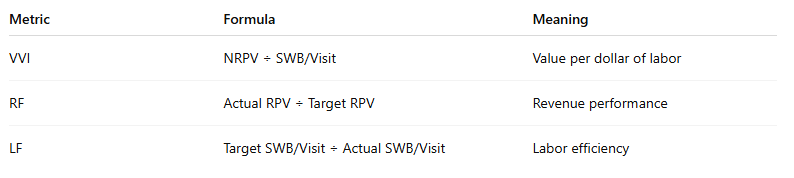 Metric Formula Meaning
VVI NRPV ÷ SWB/Visit Value per dollar of labor
RF Actual RPV ÷ Target RPV Revenue performance
LF Target SWB/Visit ÷ Actual SWB/Visit Labor efficiency